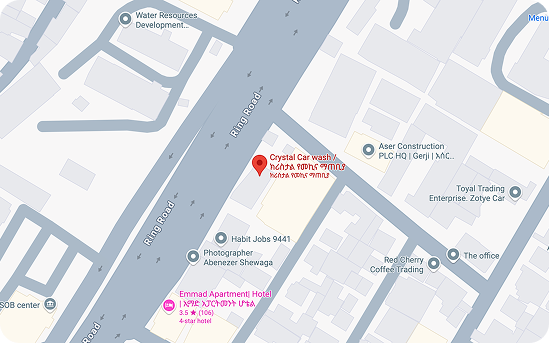 Water Resources
Development...
Menu
Ring Road
Crystal Car wash /
ክሪስታል የመኪና ማጠቢያ
ክሪስታል የመኪና ማጠቢያ
Aser Construction
PLC HQ | Gerji | አሰር...
Toyal Trading
Enterprise. Zotye Car
Ring Road
Habit Jobs 9441
Photographer
Abenezer Shewaga
The office
Red Cherry
Coffee Trading
Emmad Apartment| Hotel
| ኢማድ አፓርትመንት ሆቴል
3.5 ★ (106)
4-star hotel
SOB center
Road